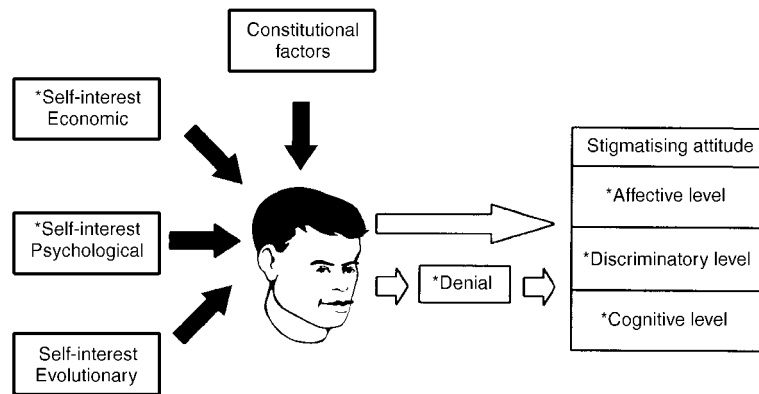 Constitutional
factors
*Self-interest
Economic
*Self-interest
Psychological
Self-interest
Evolutionary
*Denial
Stigmatising attitude
*Affective level
*Discriminatory level
*Cognitive level